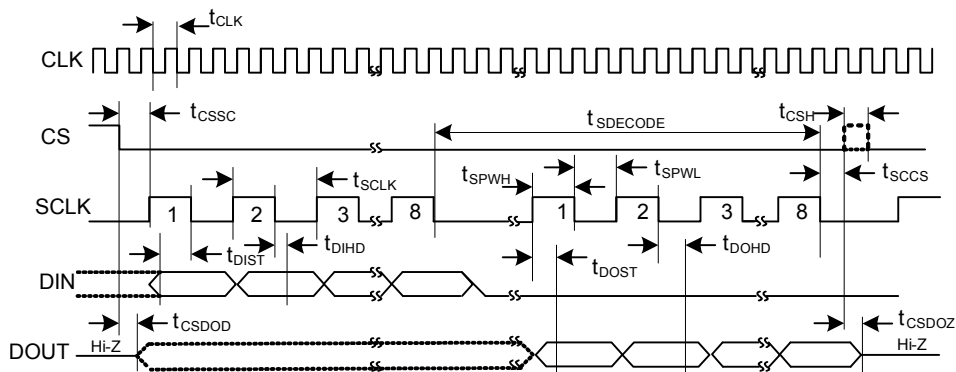 tCLK
CLK
tCSSC
tSDECODE
tCSH
CS
tSCLK
tSPWH
tSPWL
tSCCS
SCLK
1 2 3 8 1 2 3 8
tDIST
tDIHD
tDOST
tDOHD
DIN
tCSDOD
tCSDOZ
DOUT
Hi-Z
Hi-Z